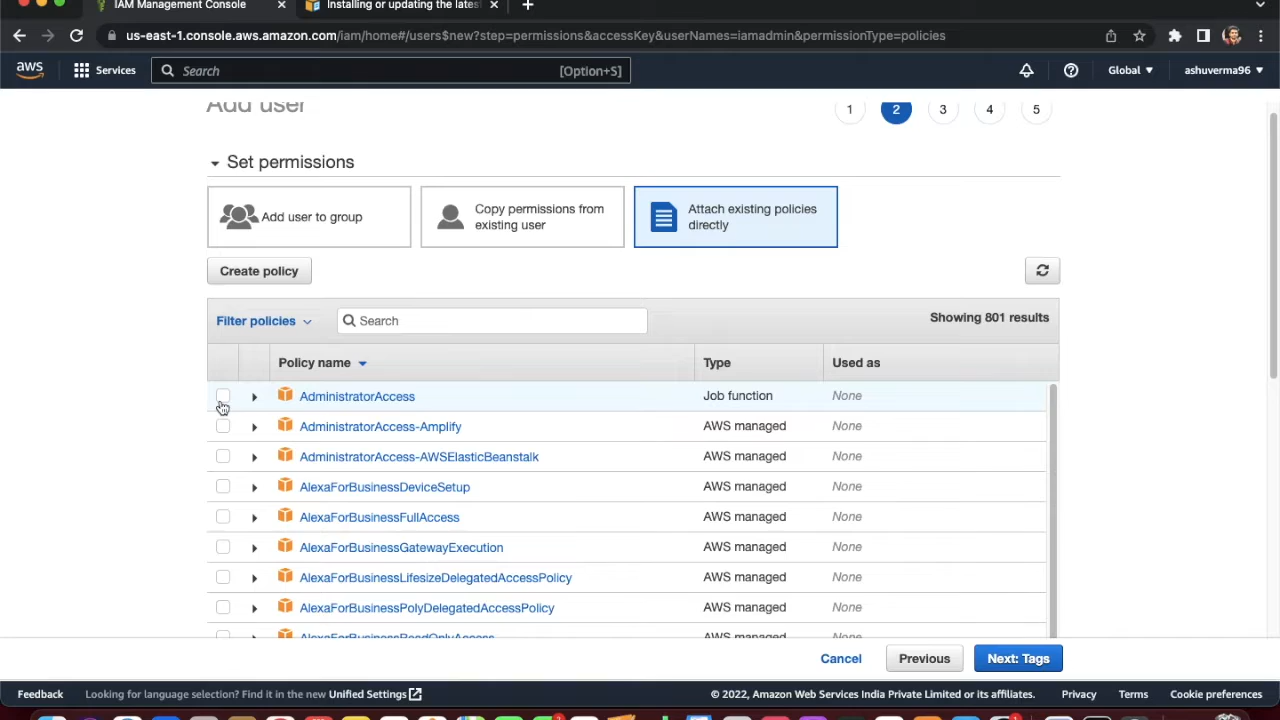 IAM Management Console
Installing or updating the latest
us-east-1.console.aws.amazon.com/iam/home#/users$new?step=permissions&accessKey&userNames=iamadmin&permissionType=policies
aws
Services
Search
[Option+S]
Global
ashuverma96
Add user
1
2
3
4
5
Set permissions
Add user to group
Copy permissions from
existing user
Attach existing policies
directly
Create policy
Filter policies
Search
Showing 801 results
Policy name
Type
Used as
AdministratorAccess
Job function
None
AdministratorAccess-Amplify
AWS managed
None
AdministratorAccess-AWSElasticBeanstalk
AWS managed
None
AlexaForBusinessDeviceSetup
AWS managed
None
AlexaForBusinessFullAccess
AWS managed
None
AlexaForBusinessGatewayExecution
AWS managed
None
AlexaForBusinessLifesizeDelegatedAccessPolicy
AWS managed
None
AlexaForBusinessPolyDelegatedAccessPolicy
AWS managed
None
AlexaForBusinessReadOnlyAccess
AWS managed
None
Cancel
Previous
Next: Tags
Feedback
Looking for language selection? Find it in the new Unified Settings
© 2022, Amazon Web Services India Private Limited or its affiliates.
Privacy
Terms
Cookie preferences